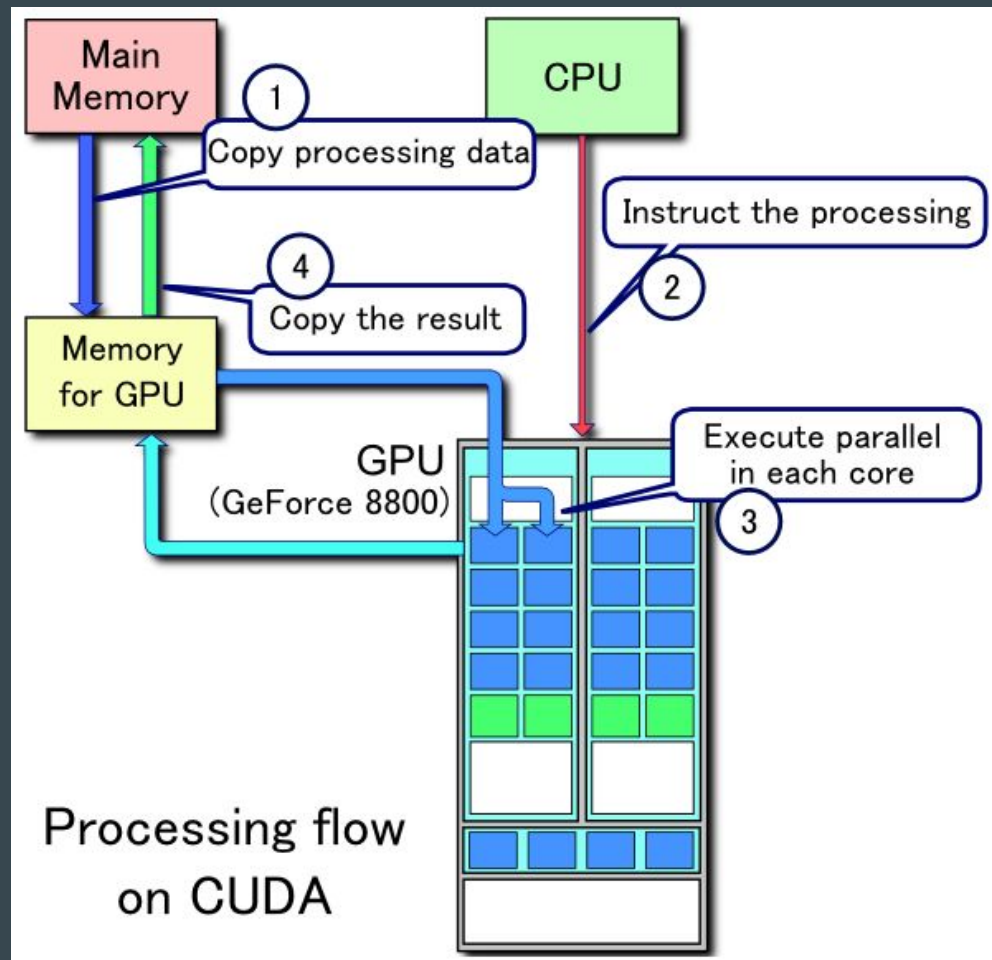 Main
Memory
CPU
1
Copy processing data
Instruct the processing
2
4
Copy the result
Memory
for GPU
GPU
(GeForce 8800)
Execute parallel
in each core
3
Processing flow
on CUDA